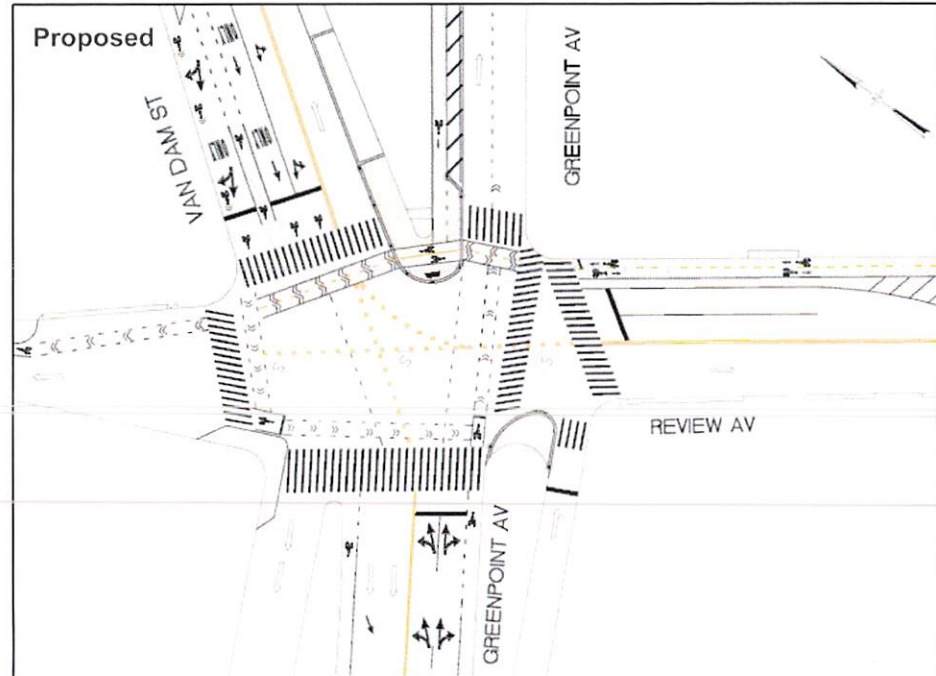 Proposed
VAN DAM ST
GREENPOINT AV
REVIEW AV
GREENPOINT AV